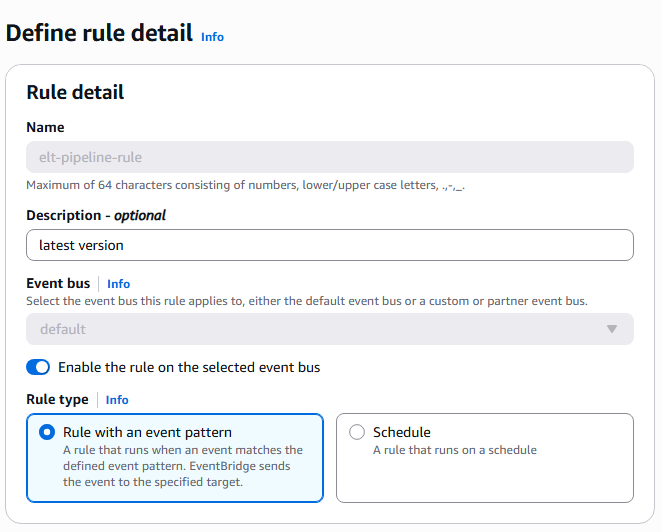 Define rule detail Info
Rule detail
Name
elt-pipeline-rule
Maximum of 64 characters consisting of numbers, lower/upper case letters, .,-,_.
Description - optional
latest version
Event bus Info
Select the event bus this rule applies to, either the default event bus or a custom or partner event bus.
default
Enable the rule on the selected event bus
Rule type Info
Rule with an event pattern
A rule that runs when an event matches the
defined event pattern. EventBridge sends
the event to the specified target.
Schedule
A rule that runs on a schedule